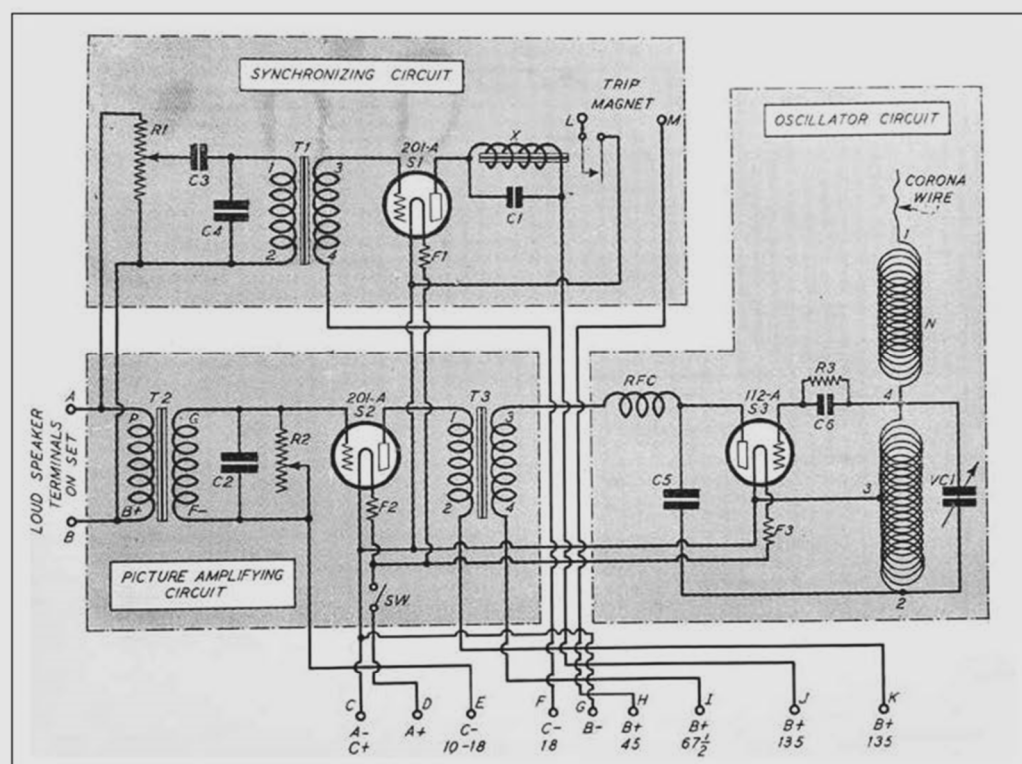 SYNCHRONIZING CIRCUIT
TRIP
MAGNET
OSCILLATOR CIRCUIT
R1
C3
C4
T1
1
2
3
4
201-A
S1
F1
X
C1
L
M
CORONA
WIRE
1
N
4
3
2
LOUD SPEAKER
TERMINALS
ON SET
A
B
T2
P
B+
G
F-
C2
R2
201-A
S2
F2
SW.
T3
1
2
3
4
RFC
C5
112-A
S3
F3
R3
C6
VC1
PICTURE AMPLIFYING
CIRCUIT
C
A-
C+
D
A+
E
C-
10-18
F
C-
18
G
B-
H
B+
45
I
B+
67½
J
B+
135
K
B+
135